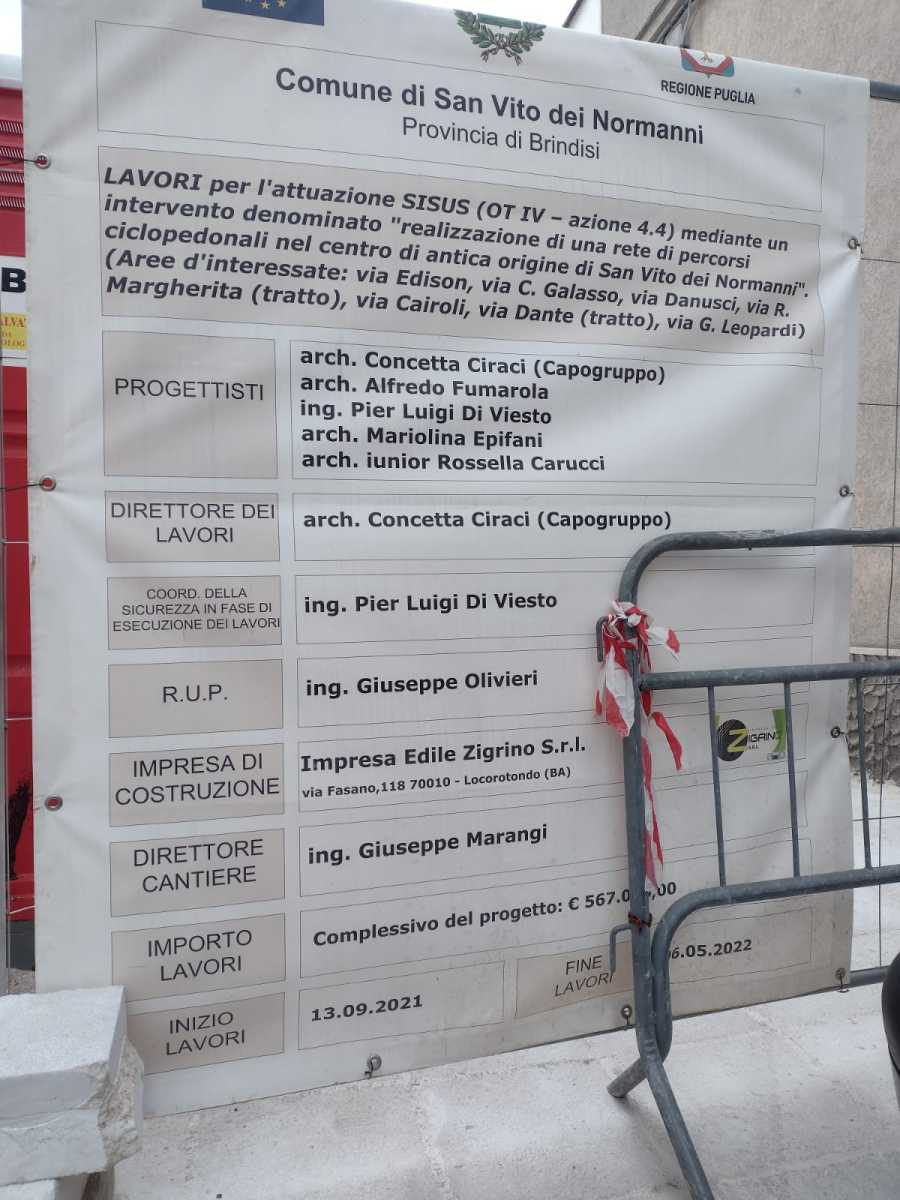 REGIONE PUGLIA
Comune di San Vito dei Normanni
Provincia di Brindisi
LAVORI per l'attuazione SISUS (OT IV – azione 4.4) mediante un
intervento denominato "realizzazione di una rete di percorsi
ciclopedonali nel centro di antica origine di San Vito dei Normanni".
(Aree d'interessate: via Edison, via C. Galasso, via Danusci, via R.
Margherita (tratto), via Cairoli, via Dante (tratto), via G. Leopardi)
PROGETTISTI
arch. Concetta Ciraci (Capogruppo)
arch. Alfredo Fumarola
ing. Pier Luigi Di Viesto
arch. Mariolina Epifani
arch. iunior Rossella Carucci
DIRETTORE DEI
LAVORI
arch. Concetta Ciraci (Capogruppo)
COORD. DELLA
SICUREZZA IN FASE DI
ESECUZIONE DEI LAVORI
ing. Pier Luigi Di Viesto
R.U.P.
ing. Giuseppe Olivieri
IMPRESA DI
COSTRUZIONE
Impresa Edile Zigrino S.r.l.
via Fasano,118 70010 - Locorotondo (BA)
ZIGRINO
SRL
DIRETTORE
CANTIERE
ing. Giuseppe Marangi
IMPORTO
LAVORI
Complessivo del progetto: €
INIZIO
LAVORI
13.09.2021
FINE
LAVORI
06.05.2022
B